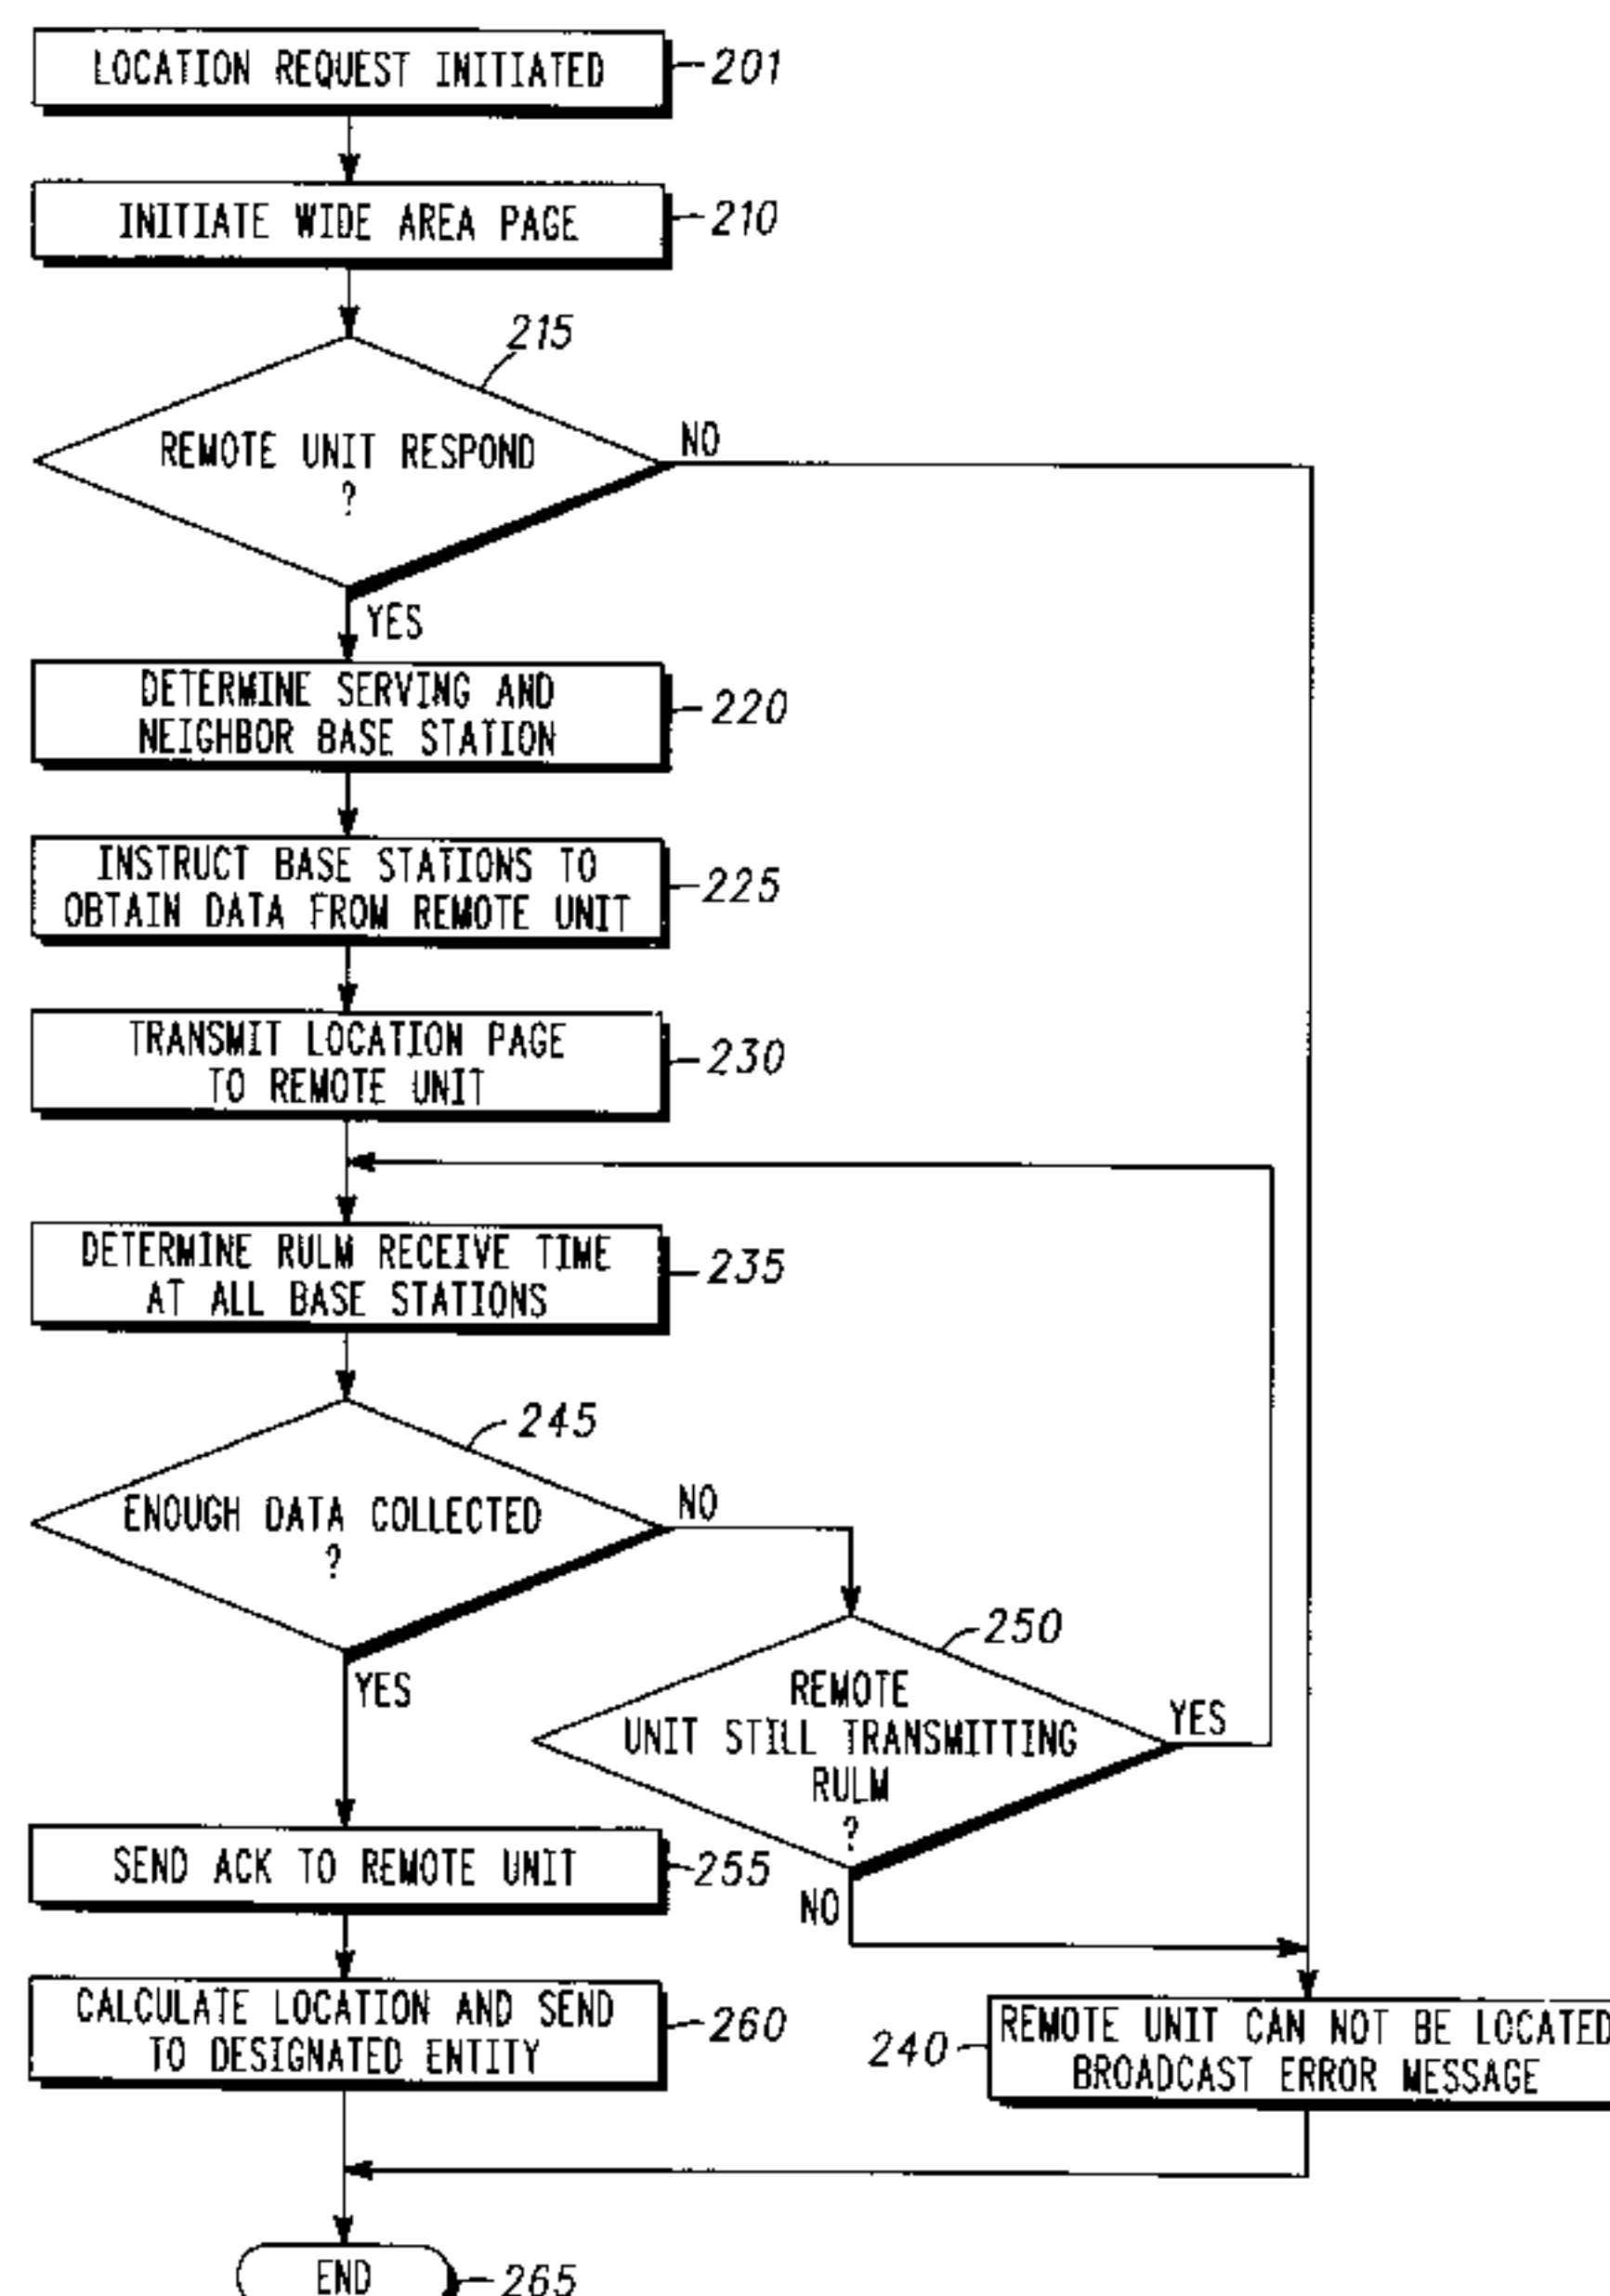 LOCATION REQUEST INITIATED
201
INITIATE WIDE AREA PAGE
210
215
REMOTE UNIT RESPOND
?
NO
YES
DETERMINE SERVING AND
NEIGHBOR BASE STATION
220
INSTRUCT BASE STATIONS TO
OBTAIN DATA FROM REMOTE UNIT
225
TRANSMIT LOCATION PAGE
TO REMOTE UNIT
230
DETERMINE RULM RECEIVE TIME
AT ALL BASE STATIONS
235
245
ENOUGH DATA COLLECTED
?
NO
YES
250
REMOTE
UNIT STILL TRANSMITTING
RULM
?
YES
NO
SEND ACK TO REMOTE UNIT
255
CALCULATE LOCATION AND SEND
TO DESIGNATED ENTITY
260
240
REMOTE UNIT CAN NOT BE LOCATED
BROADCAST ERROR MESSAGE
END
265